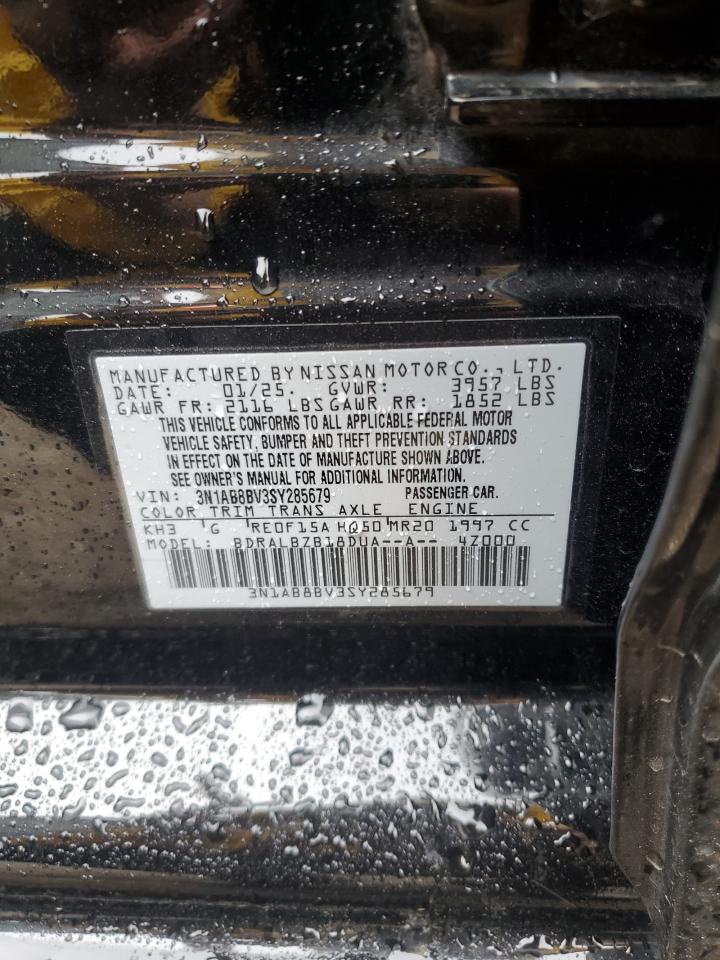 MANUFACTURED BY NISSAN MOTOR CO., LTD.
DATE: 01/25. GVWR: 3957 LBS
GAWR FR: 2116 LBS GAWR RR: 1852 LBS
THIS VEHICLE CONFORMS TO ALL APPLICABLE FEDERAL MOTOR
VEHICLE SAFETY, BUMPER AND THEFT PREVENTION STANDARDS
IN EFFECT ON THE DATE OF MANUFACTURE SHOWN ABOVE.
SEE OWNER'S MANUAL FOR ADDITIONAL INFORMATION.
VIN: 3N1AB8BV3SY285679 PASSENGER CAR.
COLOR TRIM TRANS AXLE ENGINE
KH3 G RE0F15A HQ50 MR20 1997 CC
MODEL: BDRALBZB18DUA--A-- 4Z000
3N1AB8BV3SY285679